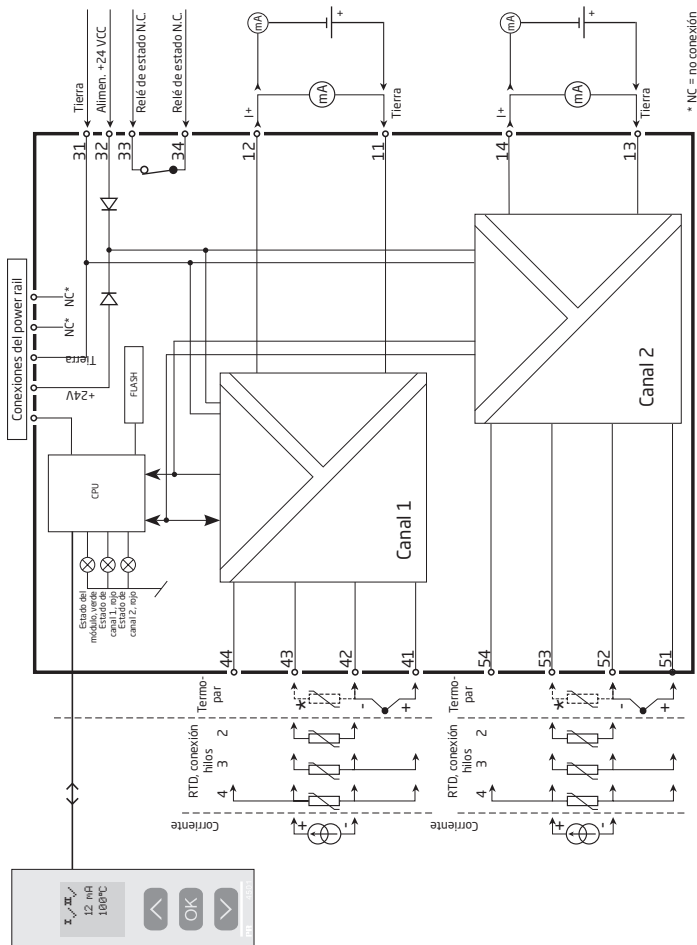 Conexiones del power rail
NC*
NC*
Tierra
+24V
Tierra
Alimen. +24 VCC
Relé de estado N.C.
Relé de estado N.C.
31
32
33
34
12
11
14
13
I+
mA
mA
+
Tierra
I+
mA
mA
+
Tierra
* NC = no conexión
FLASH
CPU
Estado del
módulo, verde
Estado de
canal 1, rojo
Estado de
canal 2, rojo
Canal 1
Canal 2
44
43
42
41
54
53
52
51
Termo-
par
*
-
+
RTD, conexión
hilos
2
3
4
Corriente
+
-
Termo-
par
*
-
+
RTD, conexión
hilos
2
3
4
Corriente
+
-
I II
12 mA
100°C
OK
PR